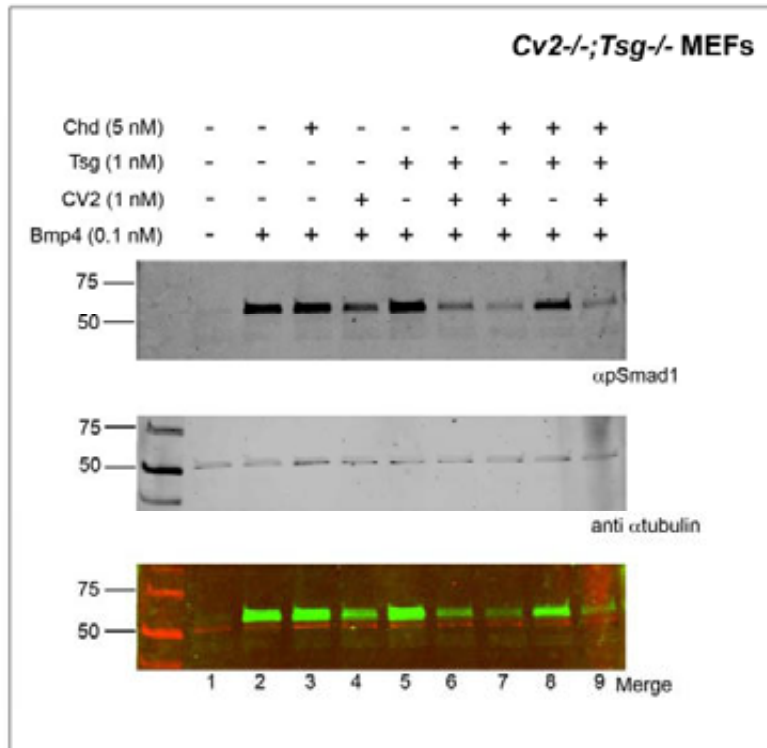 Cv2-/-;Tsg-/- MEFs
Chd (5 nM) - - + - - - + + +
Tsg (1 nM) - - - - + + - + +
CV2 (1 nM) - - - + - + + - +
Bmp4 (0.1 nM) - + + + + + + + +
75
50
αpSmad1
75
50
anti αtubulin
75
50
1 2 3 4 5 6 7 8 9 Merge